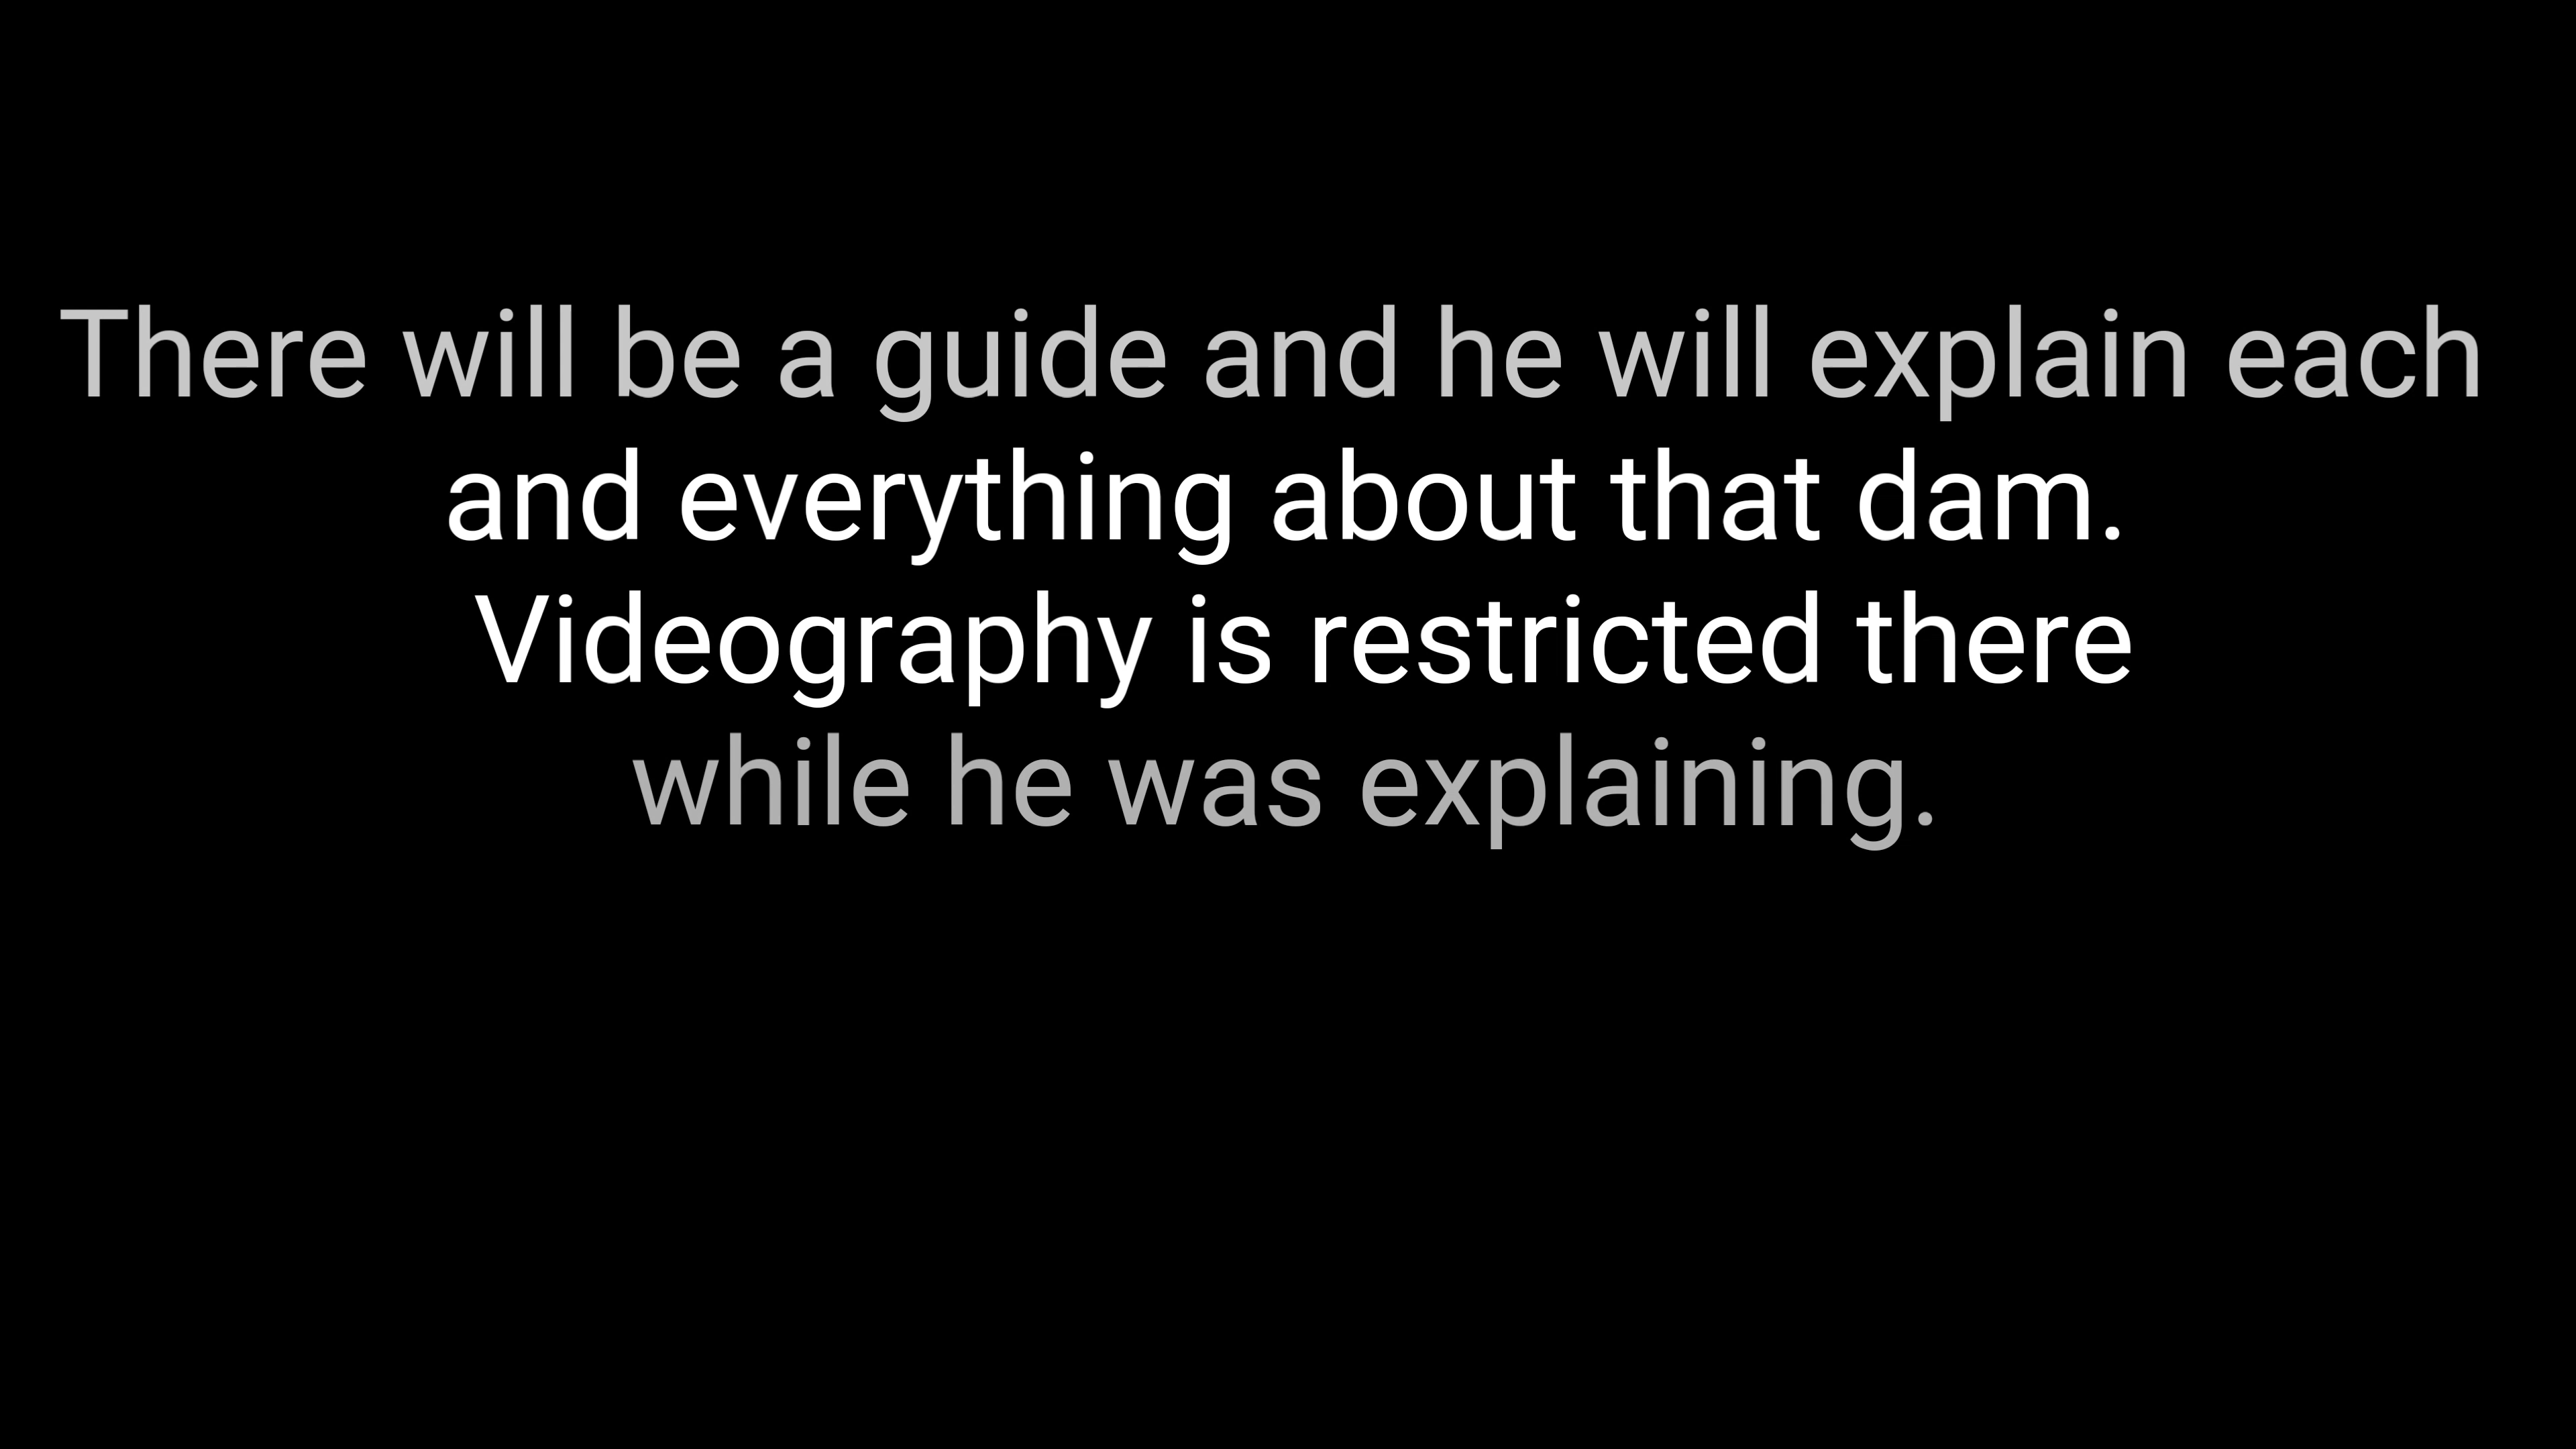 There will be a guide and he will explain each
and everything about that dam.
Videography is restricted there
while he was explaining.